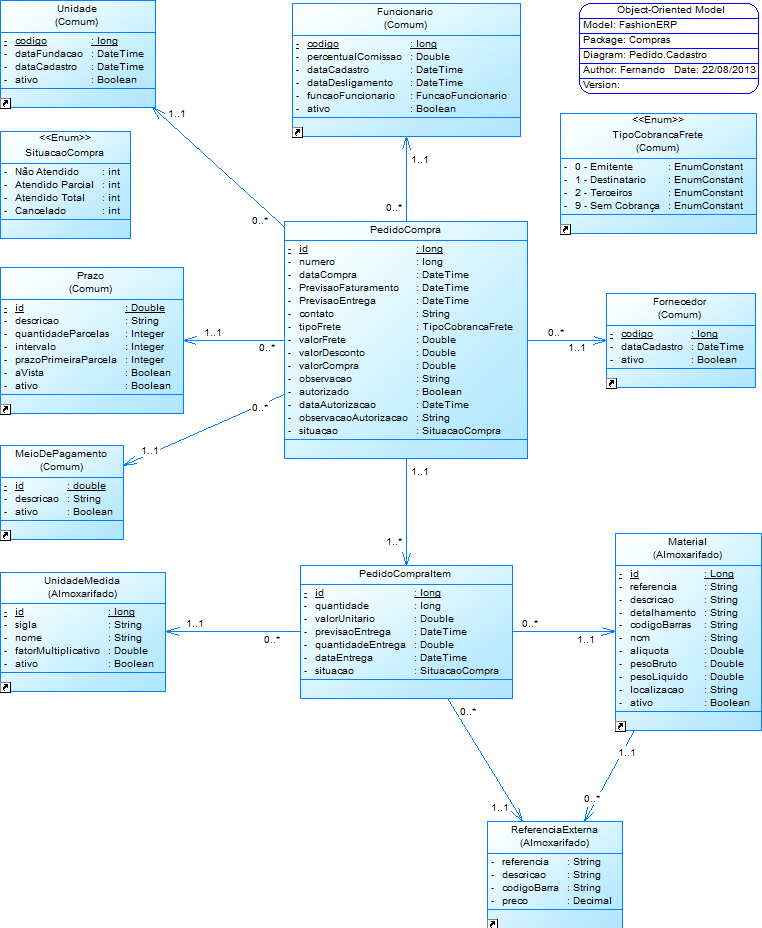 Unidade
(Comum)
- codigo : long
- dataFundacao : DateTime
- dataCadastro : DateTime
- ativo : Boolean
Funcionario
(Comum)
- codigo : long
- percentualComissao : Double
- dataCadastro : DateTime
- dataDesligamento : DateTime
- funcaoFuncionario : FuncaoFuncionario
- ativo : Boolean
Object-Oriented Model
Model: FashionERP
Package: Compras
Diagram: Pedido.Cadastro
Author: Fernando Date: 22/08/2013
Version:
1..1
0..*
1..1
0..*
<<Enum>>
SituacaoCompra
- Não Atendido : int
- Atendido Parcial : int
- Atendido Total : int
- Cancelado : int
<<Enum>>
TipoCobrancaFrete
(Comum)
- 0 - Emitente : EnumConstant
- 1 - Destinatario : EnumConstant
- 2 - Terceiros : EnumConstant
- 9 - Sem Cobrança : EnumConstant
PedidoCompra
- id : long
- numero : long
- dataCompra : DateTime
- PrevisaoFaturamento : DateTime
- PrevisaoEntrega : DateTime
- contato : String
- tipoFrete : TipoCobrancaFrete
- valorFrete : Double
- valorDesconto : Double
- valorCompra : Double
- observacao : String
- autorizado : Boolean
- dataAutorizacao : DateTime
- observacaoAutorizacao : String
- situacao : SituacaoCompra
Prazo
(Comum)
- id : Double
- descricao : String
- quantidadeParcelas : Integer
- intervalo : Integer
- prazoPrimeiraParcela : Integer
- aVista : Boolean
- ativo : Boolean
1..1
0..*
Fornecedor
(Comum)
- codigo : long
- dataCadastro : DateTime
- ativo : Boolean
0..*
1..1
MeioDePagamento
(Comum)
- id : double
- descricao : String
- ativo : Boolean
0..*
1..1
1..1
1..*
PedidoCompraItem
- id : long
- quantidade : long
- valorUnitario : Double
- previsaoEntrega : DateTime
- quantidadeEntrega : Double
- dataEntrega : DateTime
- situacao : SituacaoCompra
UnidadeMedida
(Almoxarifado)
- id : long
- sigla : String
- nome : String
- fatorMultiplicativo : Double
- ativo : Boolean
1..1
0..*
Material
(Almoxarifado)
- id : Long
- referencia : String
- descricao : String
- detalhamento : String
- codigoBarras : String
- ncm : String
- aliquota : Double
- pesoBruto : Double
- pesoLiquido : Double
- localizacao : String
- ativo : Boolean
0..*
1..1
0..*
1..1
1..1
0..*
ReferenciaExterna
(Almoxarifado)
- referencia : String
- descricao : String
- codigoBarra : String
- preco : Decimal